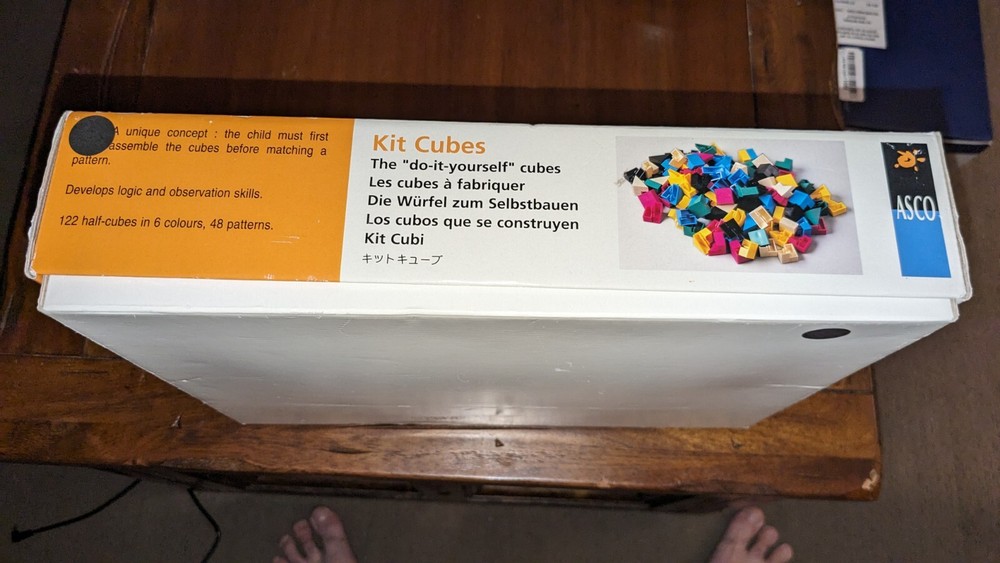 A unique concept : the child must first
assemble the cubes before matching a
pattern.
Develops logic and observation skills.
122 half-cubes in 6 colours, 48 patterns.
Kit Cubes
The "do-it-yourself" cubes
Les cubes à fabriquer
Die Würfel zum Selbstbauen
Los cubos que se construyen
Kit Cubi
キットキューブ
ASCO